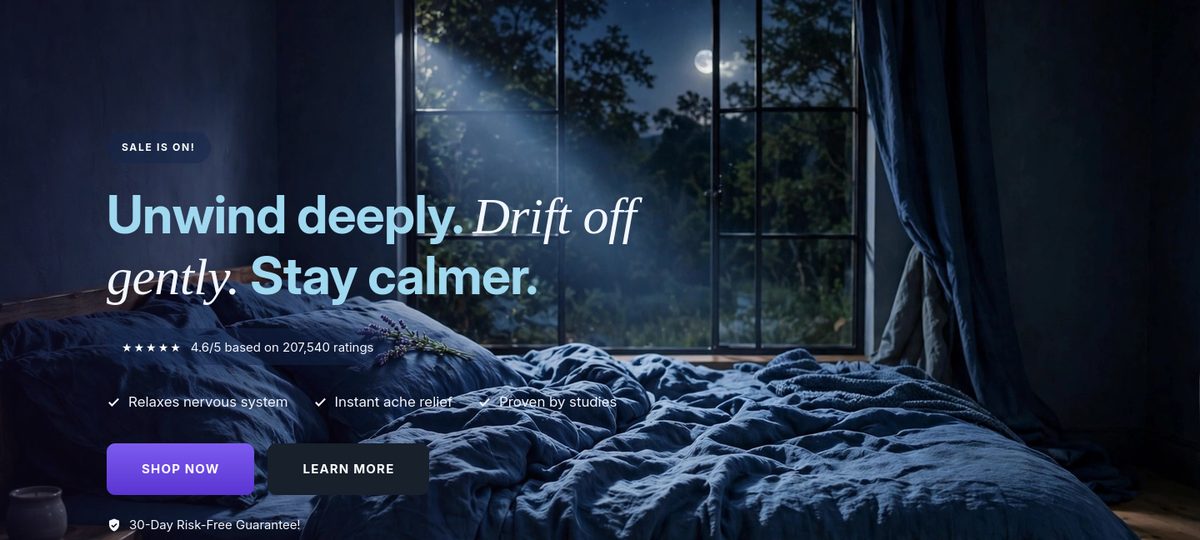 SALE IS ON!
Unwind deeply. Drift off
gently. Stay calmer.
★★★★★ 4.6/5 based on 207,540 ratings
Relaxes nervous system
Instant ache relief
Proven by studies
SHOP NOW
LEARN MORE
30-Day Risk-Free Guarantee!